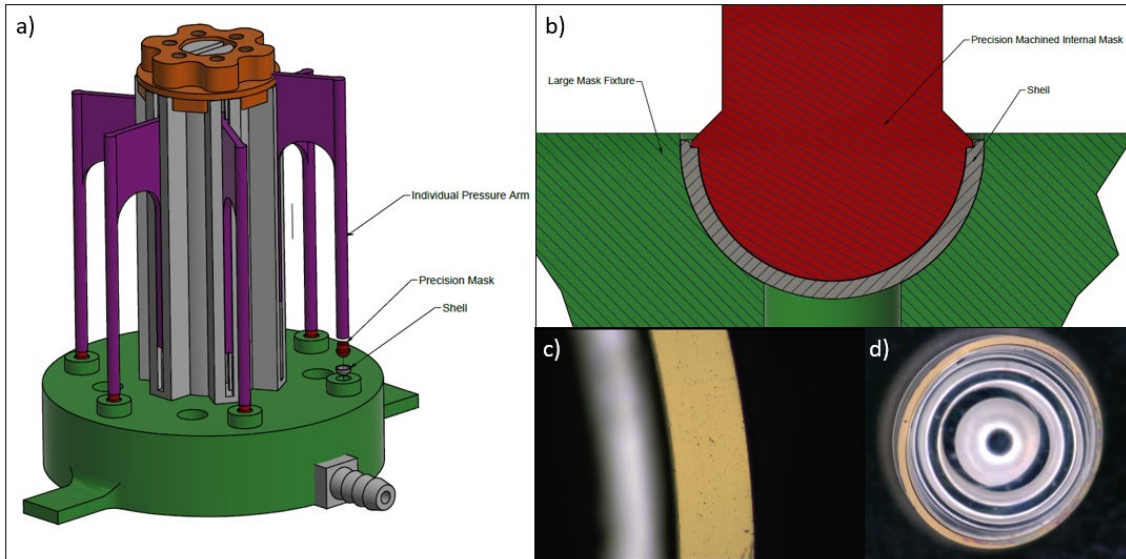 a)
Individual Pressure Arm
Precision Mask
Shell
b)
Precision Machined Internal Mask
Large Mask Fixture
Shell
c)
d)